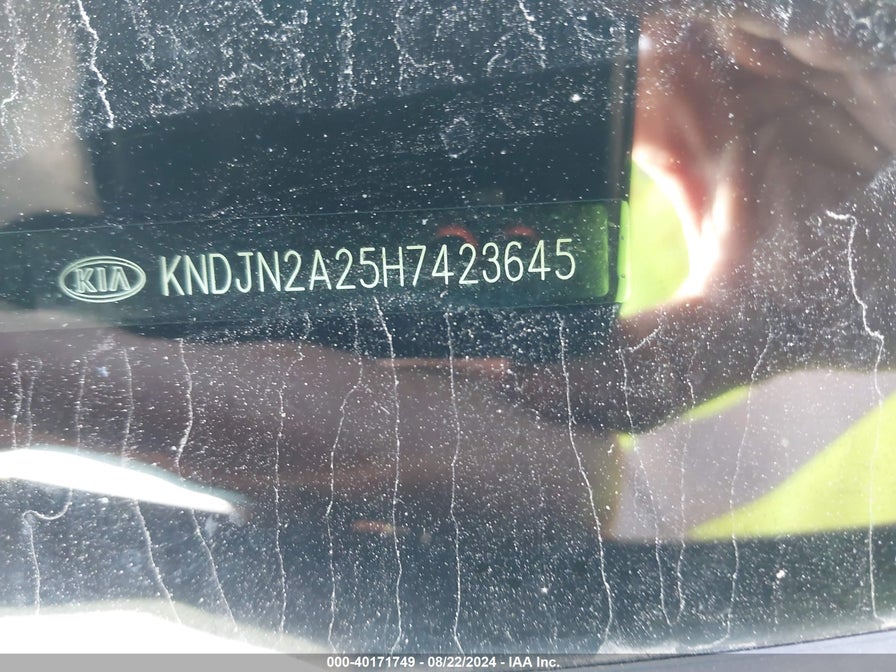 KIA KNDJN2A25H7423645
000-40171749 - 08/22/2024 - IAA Inc.